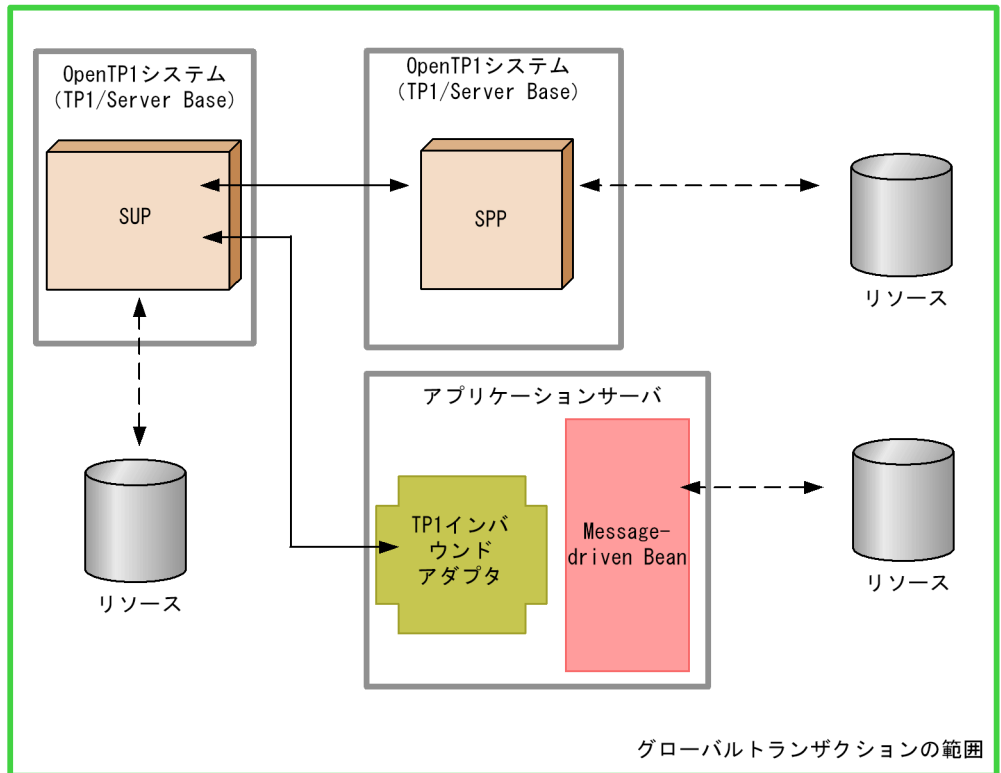 OpenTP1システム
(TP1/Server Base)
SUP
OpenTP1システム
(TP1/Server Base)
SPP
リソース
リソース
アプリケーションサーバ
TP1インバ
ウンド
アダプタ
Message-
driven Bean
リソース
グローバルトランザクションの範囲